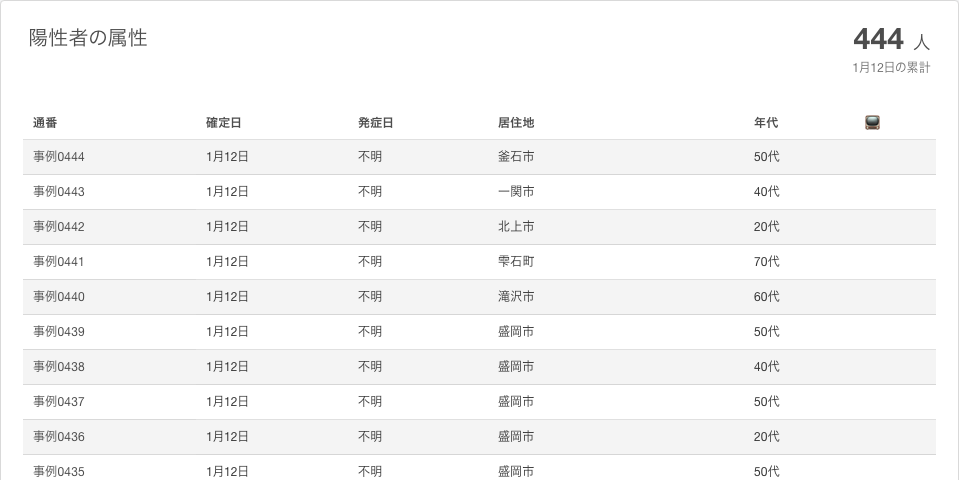 陽性者の属性
444 人
1月12日の累計
通番 確定日 発症日 居住地 年代
事例0444 1月12日 不明 釜石市 50代
事例0443 1月12日 不明 一関市 40代
事例0442 1月12日 不明 北上市 20代
事例0441 1月12日 不明 雫石町 70代
事例0440 1月12日 不明 滝沢市 60代
事例0439 1月12日 不明 盛岡市 50代
事例0438 1月12日 不明 盛岡市 40代
事例0437 1月12日 不明 盛岡市 50代
事例0436 1月12日 不明 盛岡市 20代
事例0435 1月12日 不明 盛岡市 50代